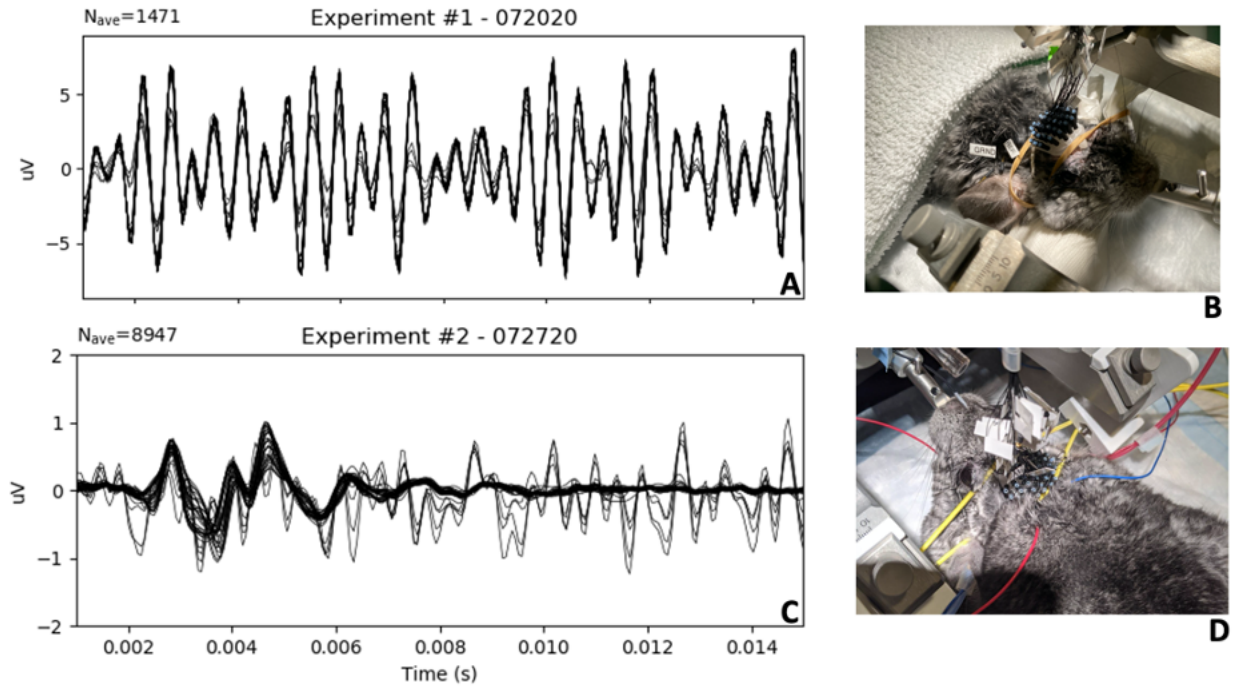 N_ave=1471
Experiment #1 - 072020
5
0
−5
uV
A
GRND
B
N_ave=8947
Experiment #2 - 072720
2
1
0
−1
−2
uV
C
D
0.002 0.004 0.006 0.008 0.010 0.012 0.014
Time (s)